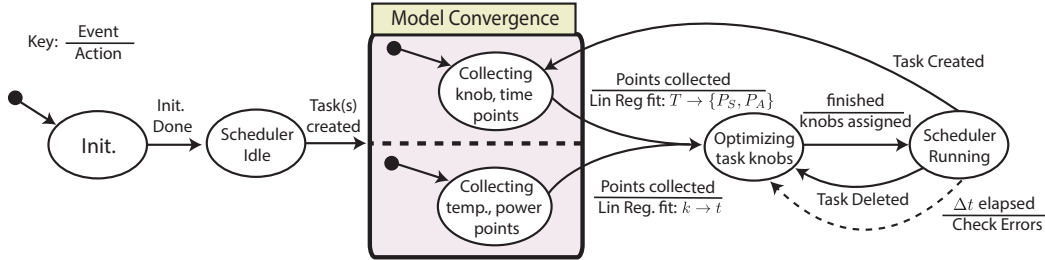 Model Convergence
Key: Event
Action
Init.
Init.
Done
Scheduler
Idle
Task(s)
created
Collecting
knob, time
points
Collecting
temp., power
points
Points collected
Lin Reg fit: T → {P_S, P_A}
Points collected
Lin Reg. fit: k → t
Optimizing
task knobs
finished
knobs assigned
Scheduler
Running
Task Created
Task Deleted
Δt elapsed
Check Errors